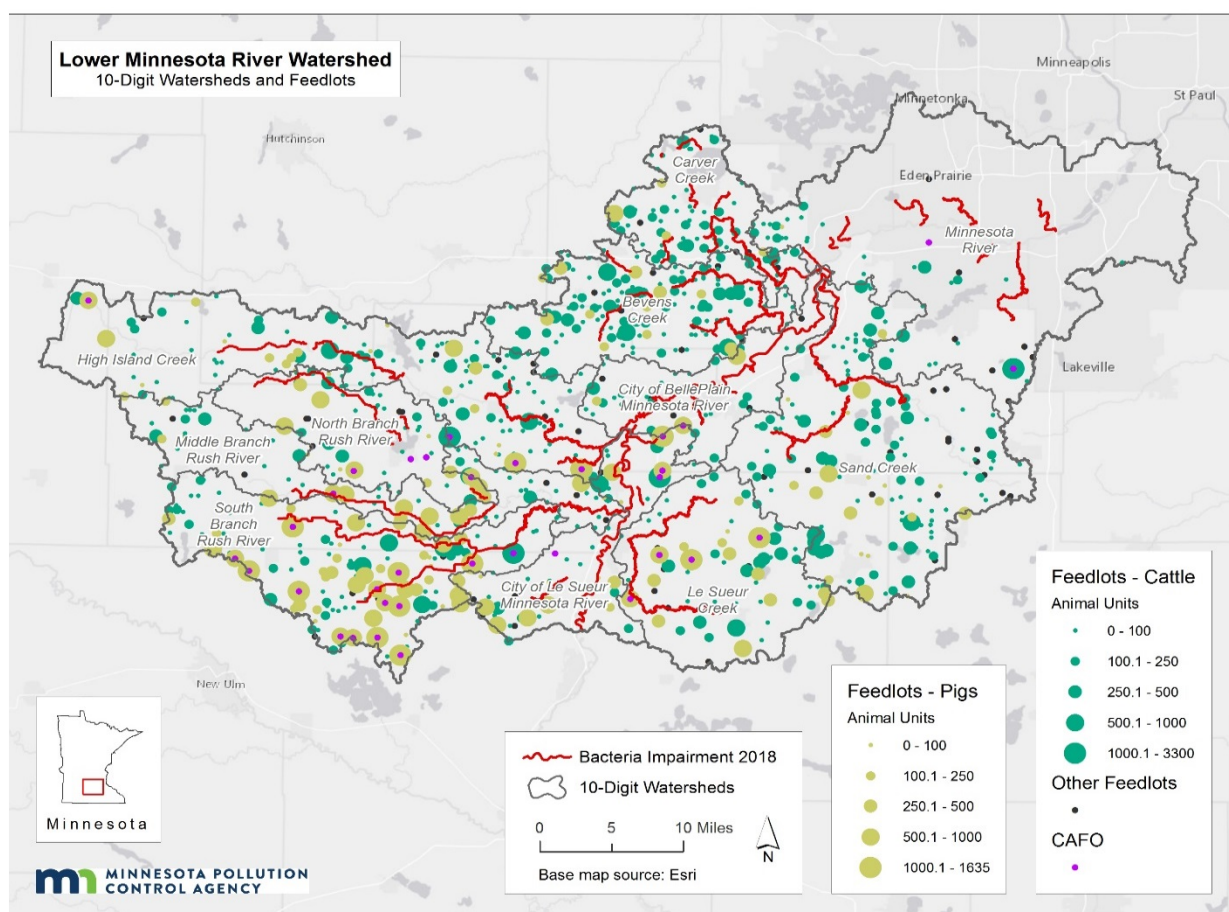 Lower Minnesota River Watershed
10-Digit Watersheds and Feedlots
Minneapolis
Minnetonka
St Paul
Hutchinson
Carver
Creek
Eden Prairie
Minnesota
River
Bevens
Creek
High Island Creek
Lakeville
City of BellePlain
Minnesota River
North Branch
Rush River
Middle Branch
Rush River
Sand Creek
South
Branch
Rush River
City of Le Sueur
Minnesota River
Le Sueur
Creek
New Ulm
Minnesota
MINNESOTA POLLUTION
CONTROL AGENCY
Bacteria Impairment 2018
10-Digit Watersheds
0 5 10 Miles
N
Base map source: Esri
Feedlots - Pigs
Animal Units
0 - 100
100.1 - 250
250.1 - 500
500.1 - 1000
1000.1 - 1635
Feedlots - Cattle
Animal Units
0 - 100
100.1 - 250
250.1 - 500
500.1 - 1000
1000.1 - 3300
Other Feedlots
CAFO